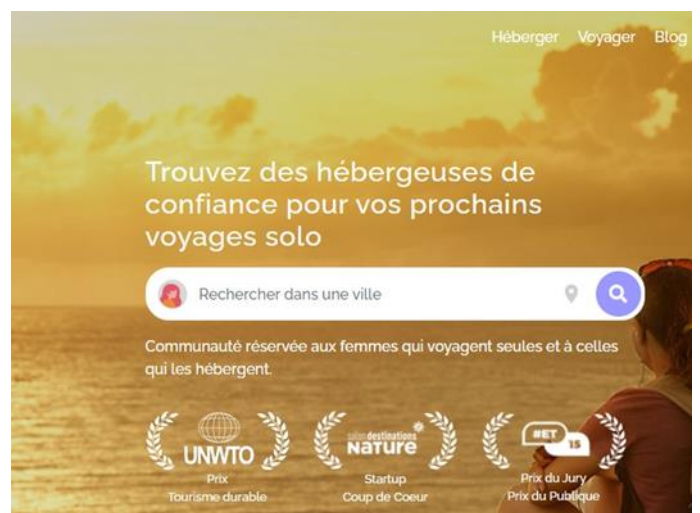 Héberger Voyager Blog
Trouvez des hébergeuses de
confiance pour vos prochains
voyages solo
Rechercher dans une ville
Communauté réservée aux femmes qui voyagent seules et à celles
qui les hébergent.
UNWTO
Prix
Tourisme durable
salon destinations
NATURE
Startup
Coup de Coeur
#ET
15
Prix du Jury
Prix du Publique